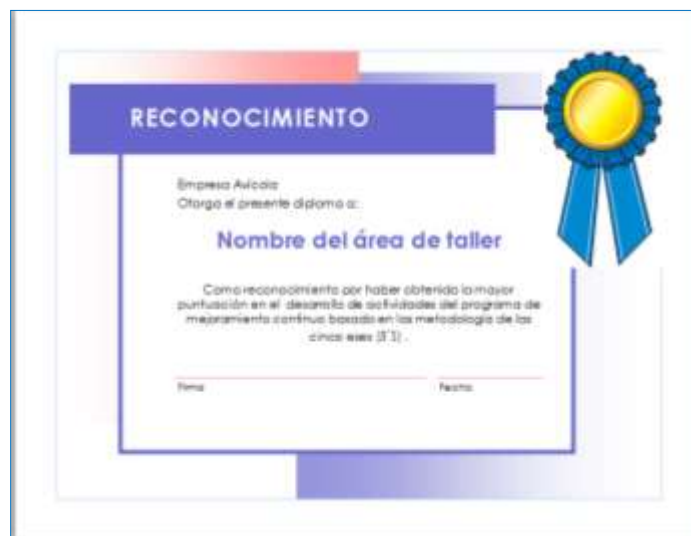 RECONOCIMIENTO
Empresa Avícola
Otorga el presente diploma a:
Nombre del área de taller
Como reconocimiento por haber obtenido la mayor
puntuación en el desarrollo de actividades del programa de
mejoramiento continuo basado en las metodología de las
cinco eses (5´S) .
Firma Fecha